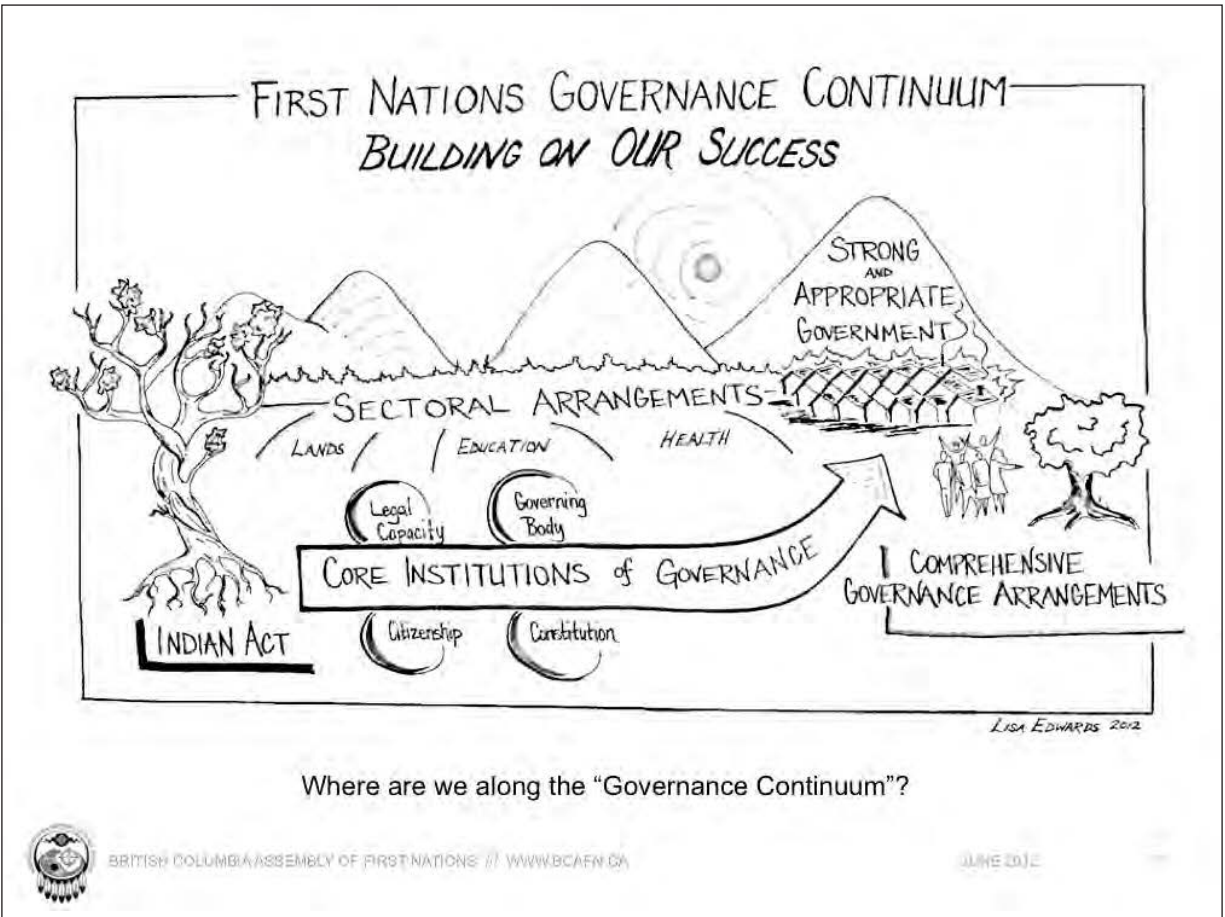 FIRST NATIONS GOVERNANCE CONTINUUM
BUILDING ON OUR SUCCESS
STRONG
AND
APPROPRIATE
GOVERNMENT
SECTORAL ARRANGEMENTS
LANDS
EDUCATION
HEALTH
Legal
Capacity
Governing
Body
CORE INSTITUTIONS of GOVERNANCE
Citizenship
Constitution
INDIAN ACT
COMPREHENSIVE
GOVERNANCE ARRANGEMENTS
LISA EDWARDS 2012
Where are we along the “Governance Continuum”?
BRITISH COLUMBIA ASSEMBLY OF FIRST NATIONS // WWW.BCAFN.CA
JUNE 2012